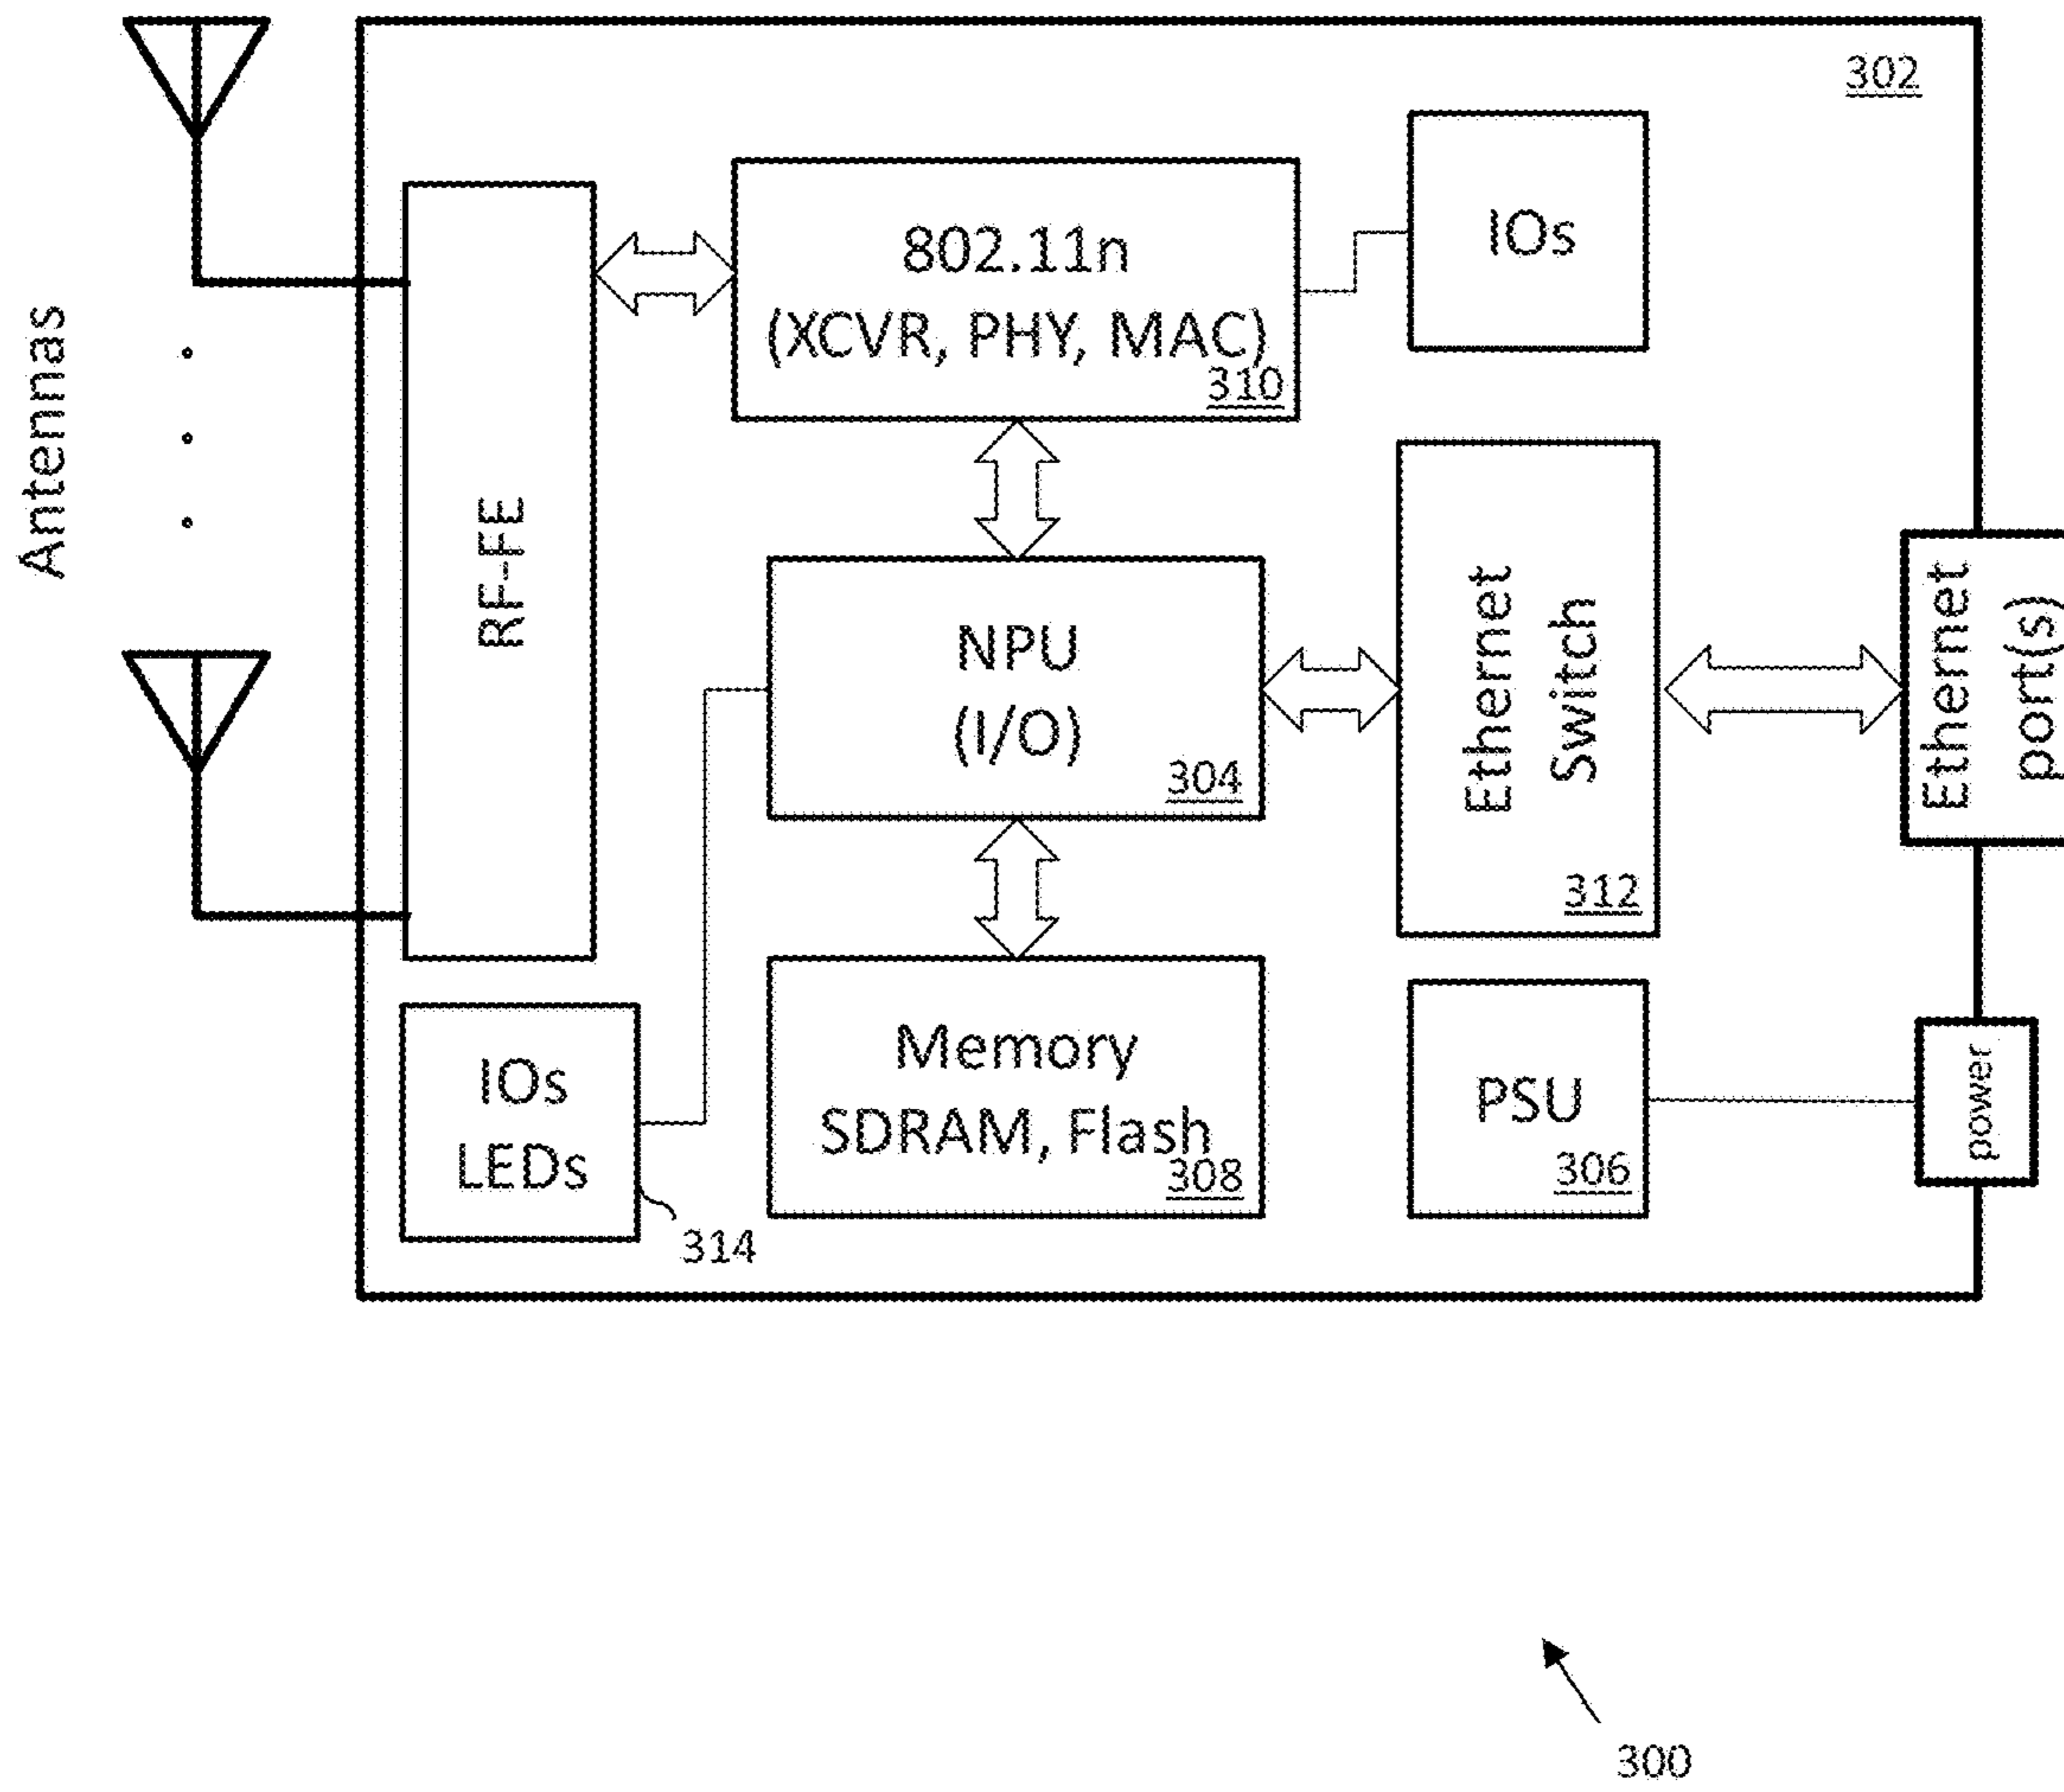 302
Antennas
RF-FE
802.11n
(XCVR, PHY, MAC)
310
IOs
NPU
(I/O)
304
Ethernet
Switch
312
Ethernet
port(s)
IOs
LEDs
314
Memory
SDRAM, Flash
308
PSU
306
power
300